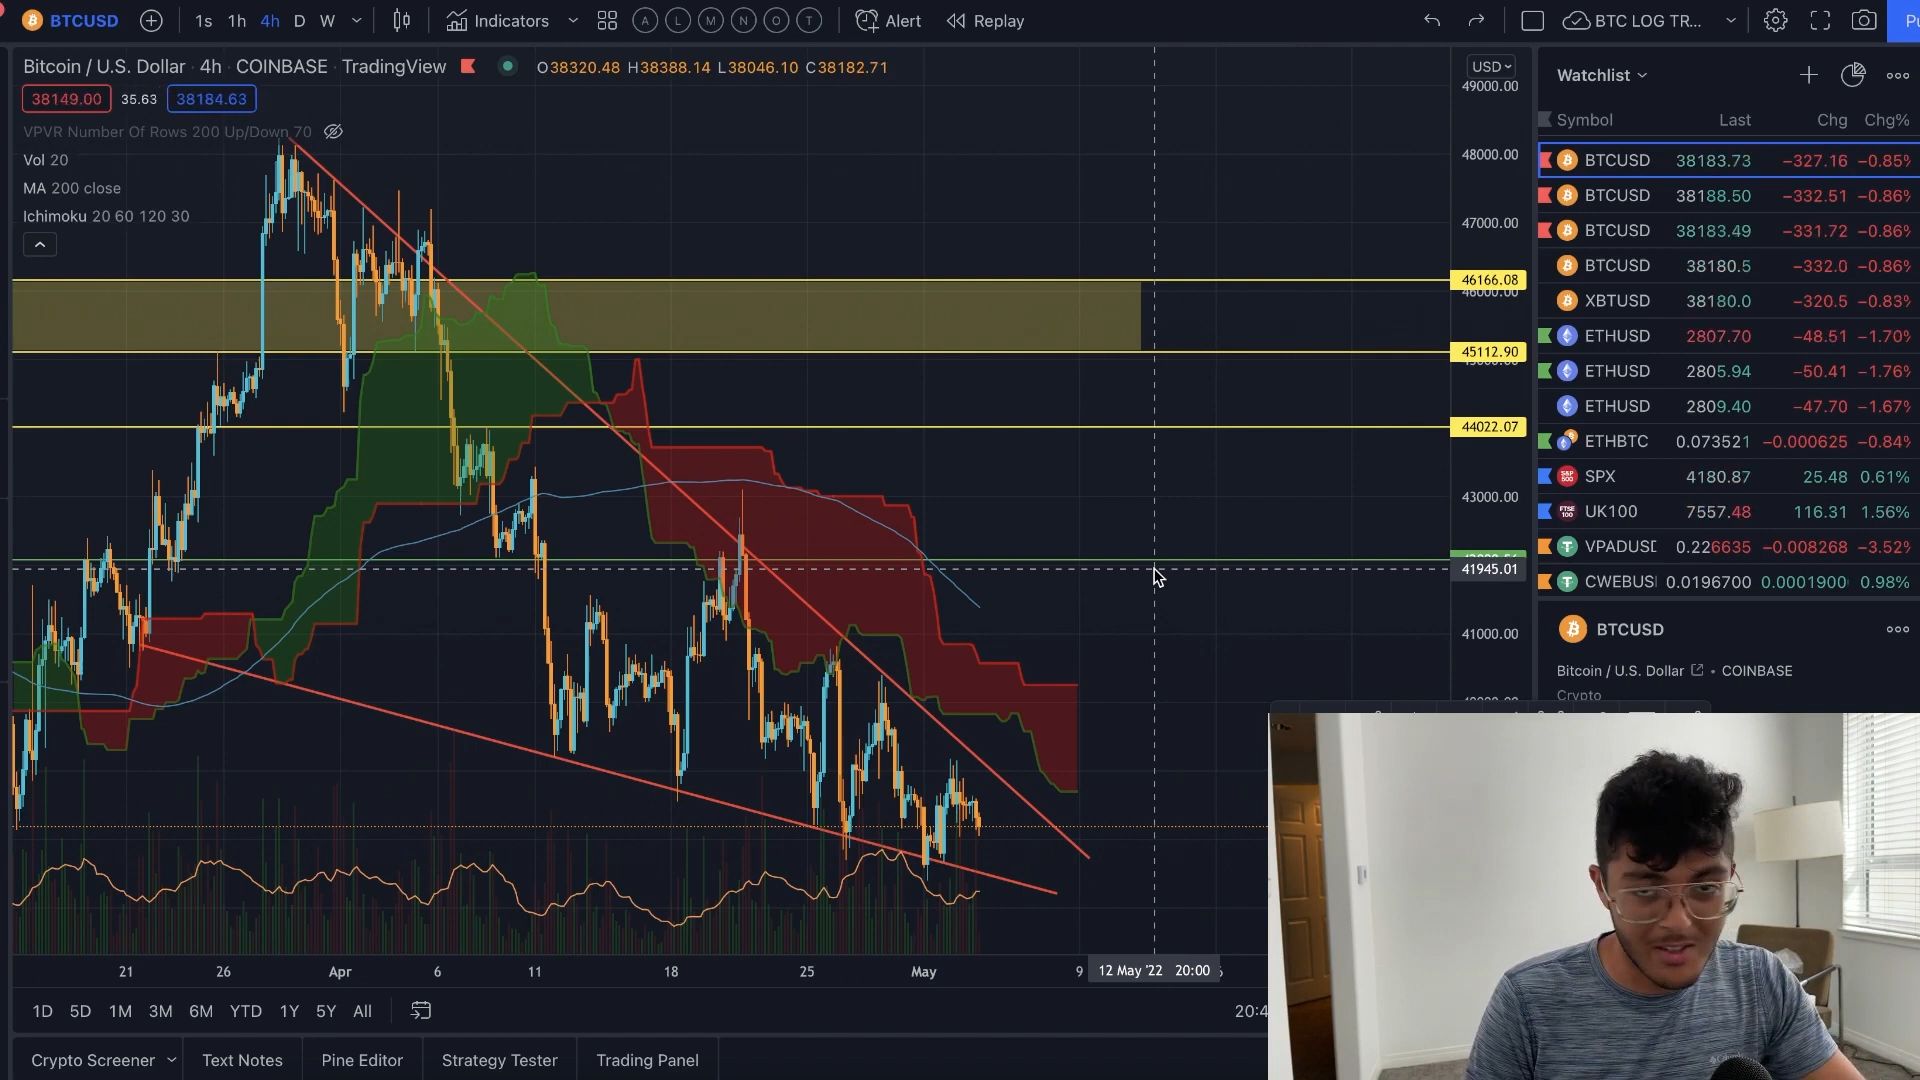 BTCUSD 1s 1h 4h D W Indicators A L M N O T Alert Replay BTC LOG TR... Pu
Bitcoin / U.S. Dollar · 4h · COINBASE · TradingView O38320.48 H38388.14 L38046.10 C38182.71
38149.00 35.63 38184.63
VPVR Number Of Rows 200 Up/Down 70
Vol 20
MA 200 close
Ichimoku 20 60 120 30
USD
49000.00
48000.00
47000.00
46166.08
46000.00
45112.90
44022.07
43000.00
41945.01
41000.00
21 26 Apr 6 11 18 25 May 9 12 May '22 20:00
1D 5D 1M 3M 6M YTD 1Y 5Y All 20:4
Crypto Screener Text Notes Pine Editor Strategy Tester Trading Panel
Watchlist
Symbol Last Chg Chg%
BTCUSD 38183.73 −327.16 −0.85%
BTCUSD 38188.50 −332.51 −0.86%
BTCUSD 38183.49 −331.72 −0.86%
BTCUSD 38180.5 −332.0 −0.86%
XBTUSD 38180.0 −320.5 −0.83%
ETHUSD 2807.70 −48.51 −1.70%
ETHUSD 2805.94 −50.41 −1.76%
ETHUSD 2809.40 −47.70 −1.67%
ETHBTC 0.073521 −0.000625 −0.84%
SPX 4180.87 25.48 0.61%
UK100 7557.48 116.31 1.56%
VPADUSD 0.226635 −0.008268 −3.52%
CWEBUS 0.0196700 0.0001900 0.98%
BTCUSD
Bitcoin / U.S. Dollar • COINBASE
Crypto